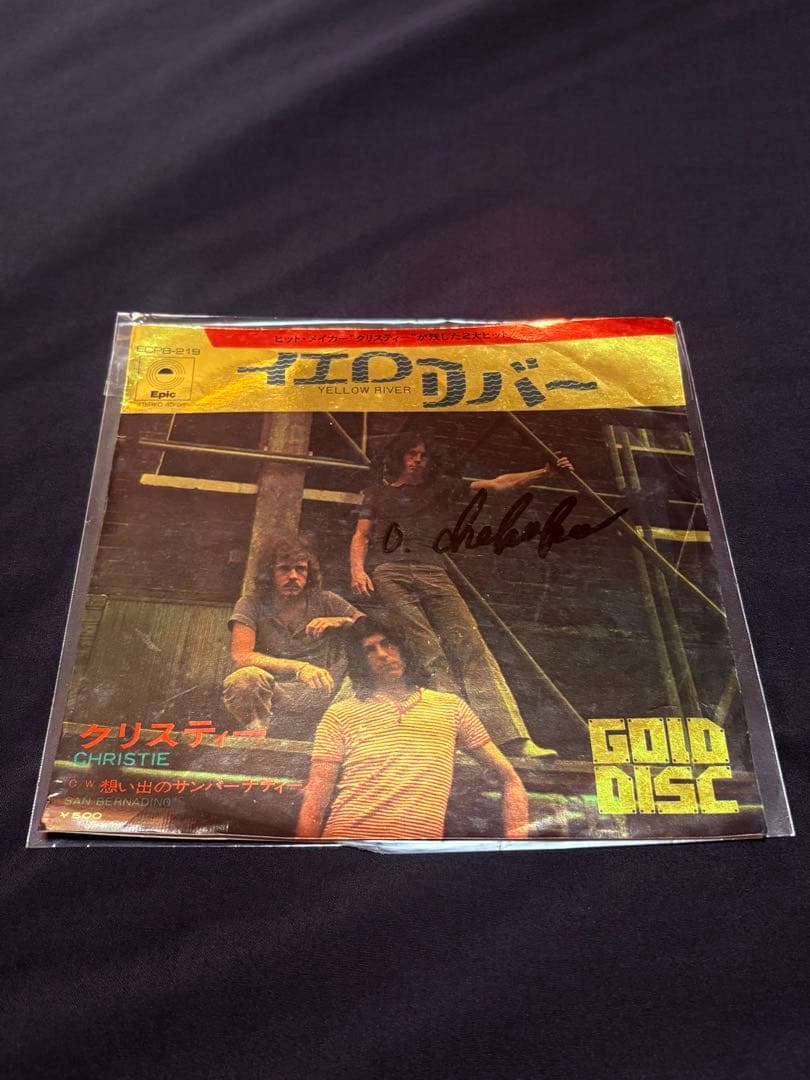 ヒット・メイカー"クリスティー"が残した2大ヒット
ECPB-219
Epic
イエロー・リバー
YELLOW RIVER
クリスティー
CHRISTIE
C/W 想い出のサンバーナディーノ
SAN BERNADINO
¥500
GOLD
DISC